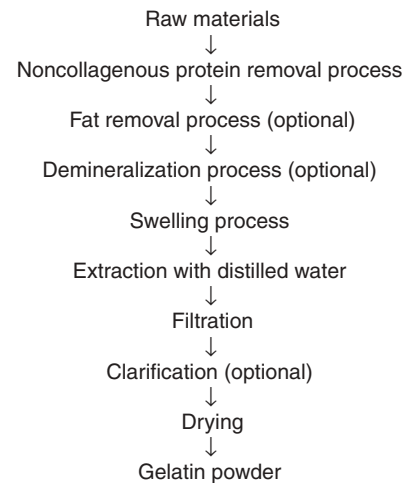 Raw materials
↓
Noncollagenous protein removal process
↓
Fat removal process (optional)
↓
Demineralization process (optional)
↓
Swelling process
↓
Extraction with distilled water
↓
Filtration
↓
Clarification (optional)
↓
Drying
↓
Gelatin powder